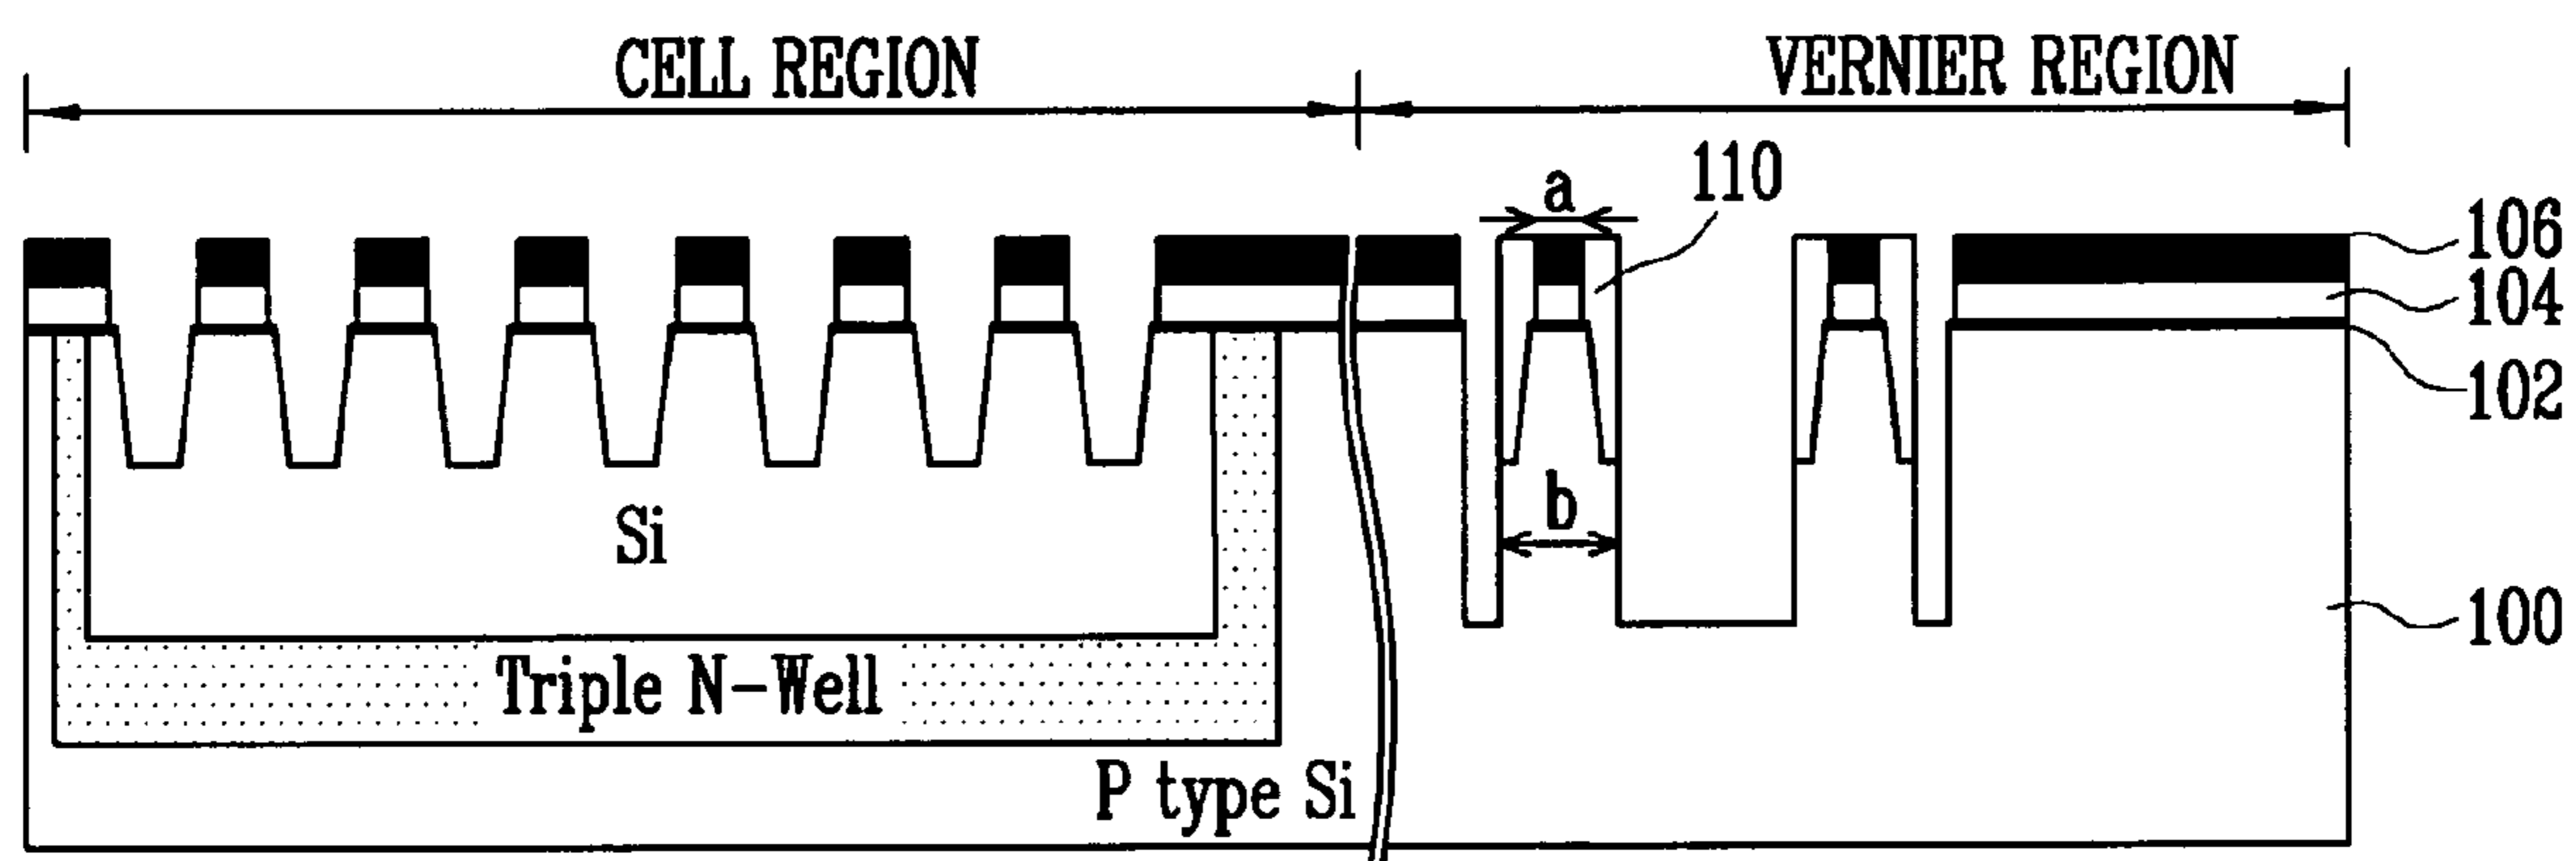 CELL REGION
VERNIER REGION
a
110
106
104
102
b
Si
100
Triple N-Well
P type Si